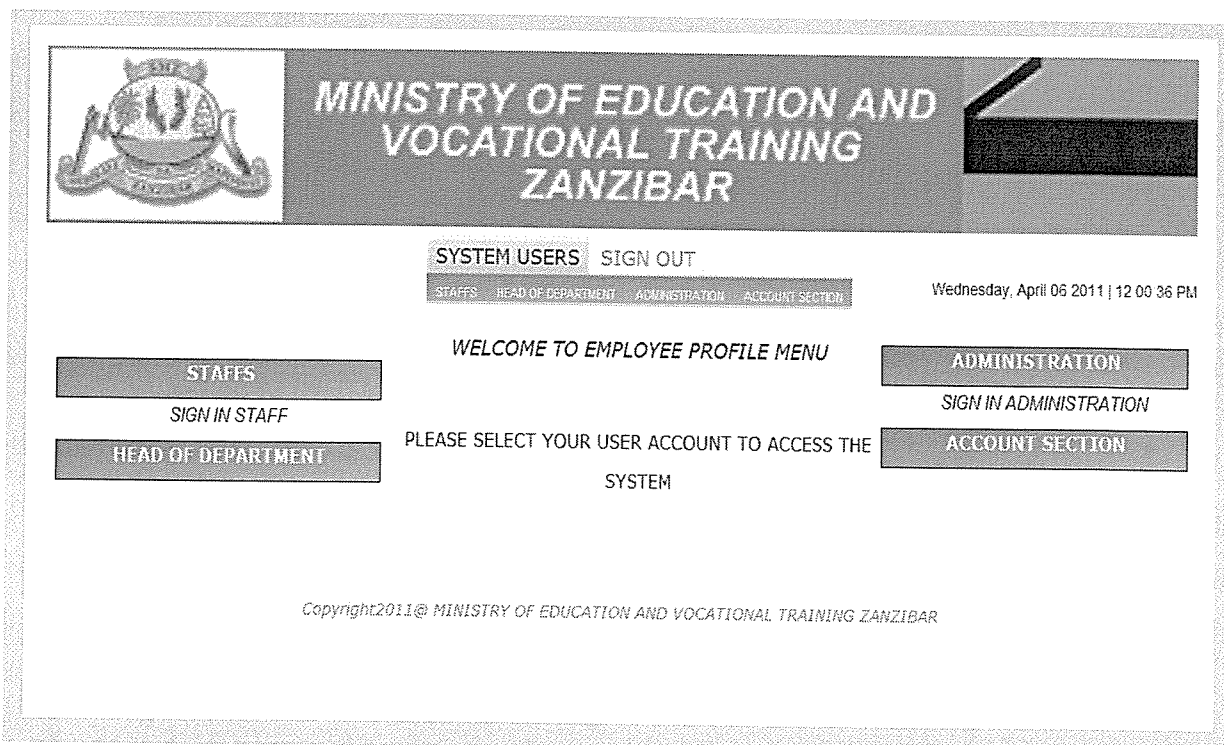 SMZ
MINISTRY OF EDUCATION AND
VOCATIONAL TRAINING
ZANZIBAR
SYSTEM USERS SIGN OUT
STAFFS HEAD OF DEPARTMENT ADMINISTRATION ACCOUNT SECTION
Wednesday, April 06 2011 | 12 00 36 PM
WELCOME TO EMPLOYEE PROFILE MENU
STAFFS
SIGN IN STAFF
HEAD OF DEPARTMENT
PLEASE SELECT YOUR USER ACCOUNT TO ACCESS THE
SYSTEM
ADMINISTRATION
SIGN IN ADMINISTRATION
ACCOUNT SECTION
Copyright2011@ MINISTRY OF EDUCATION AND VOCATIONAL TRAINING ZANZIBAR